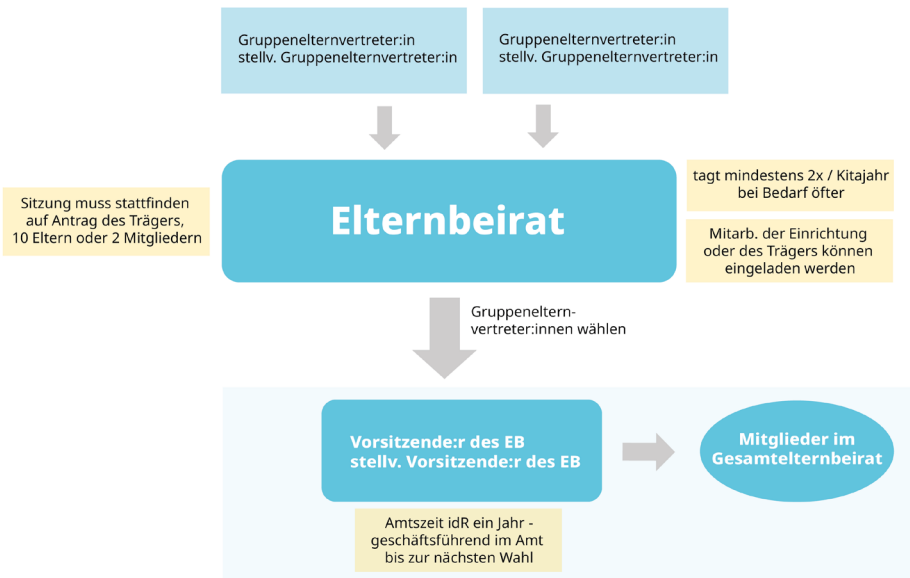 Gruppenelternvertreter:in
stellv. Gruppenelternvertreter:in
Gruppenelternvertreter:in
stellv. Gruppenelternvertreter:in
Sitzung muss stattfinden
auf Antrag des Trägers,
10 Eltern oder 2 Mitgliedern
Elternbeirat
tagt mindestens 2x / Kitajahr
bei Bedarf öfter
Mitarb. der Einrichtung
oder des Trägers können
eingeladen werden
Gruppeneltern-
vertreter:innen wählen
Vorsitzende:r des EB
stellv. Vorsitzende:r des EB
Mitglieder im
Gesamtelternbeirat
Amtszeit idR ein Jahr -
geschäftsführend im Amt
bis zur nächsten Wahl